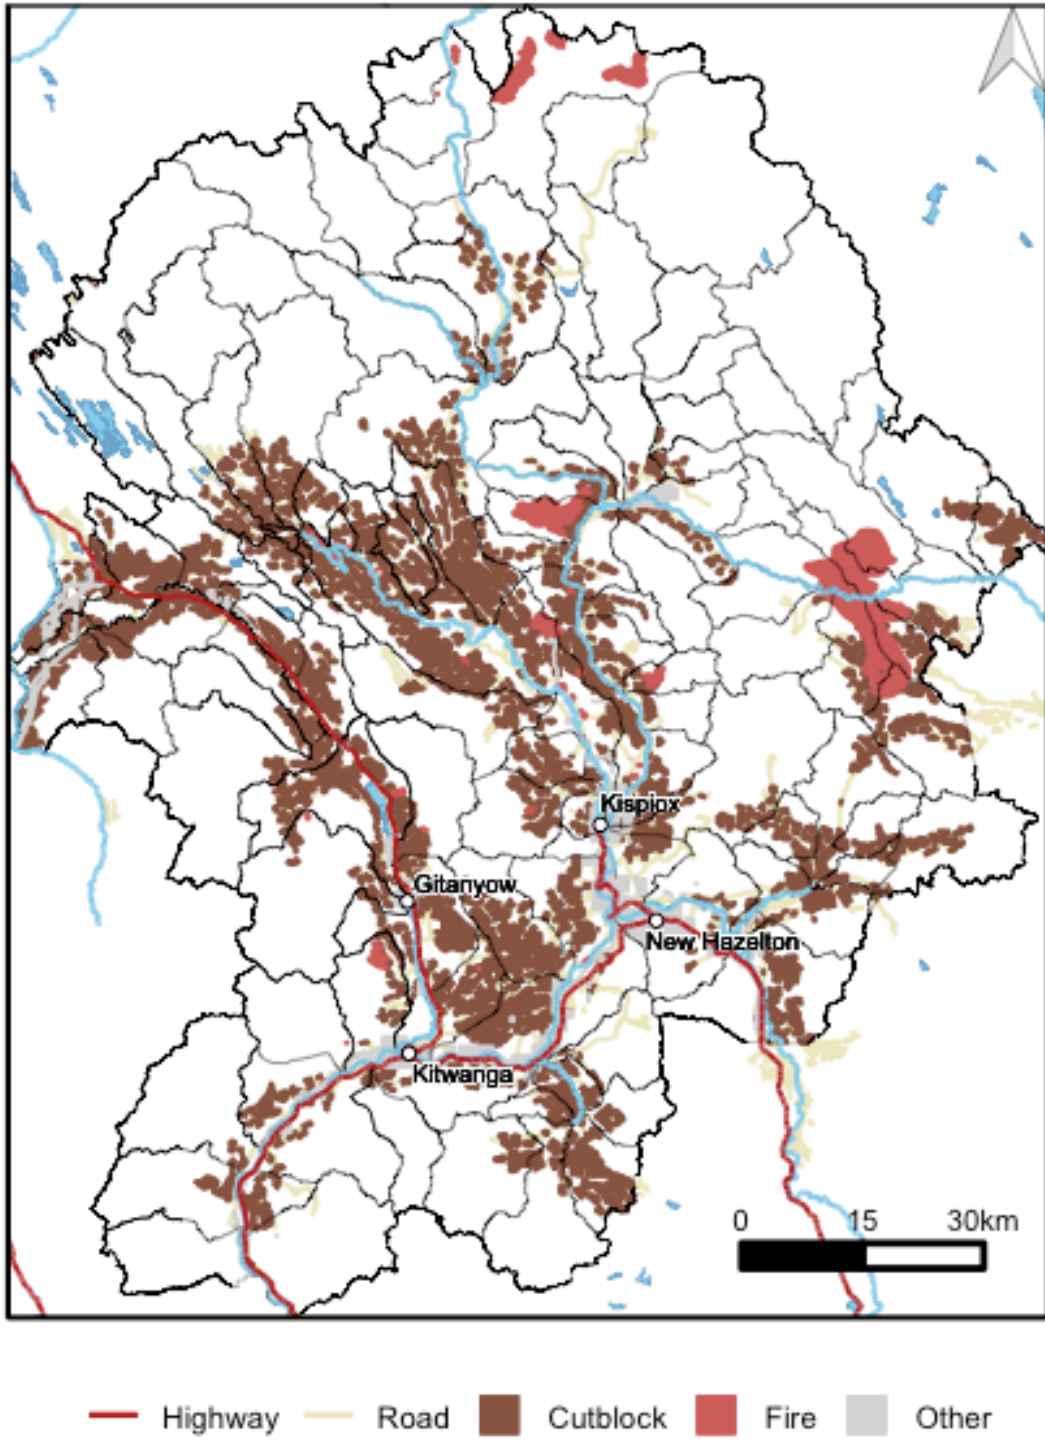 Kispiox
Gitanyow
New Hazelton
Kitwanga
0 15 30km
Highway Road Cutblock Fire Other